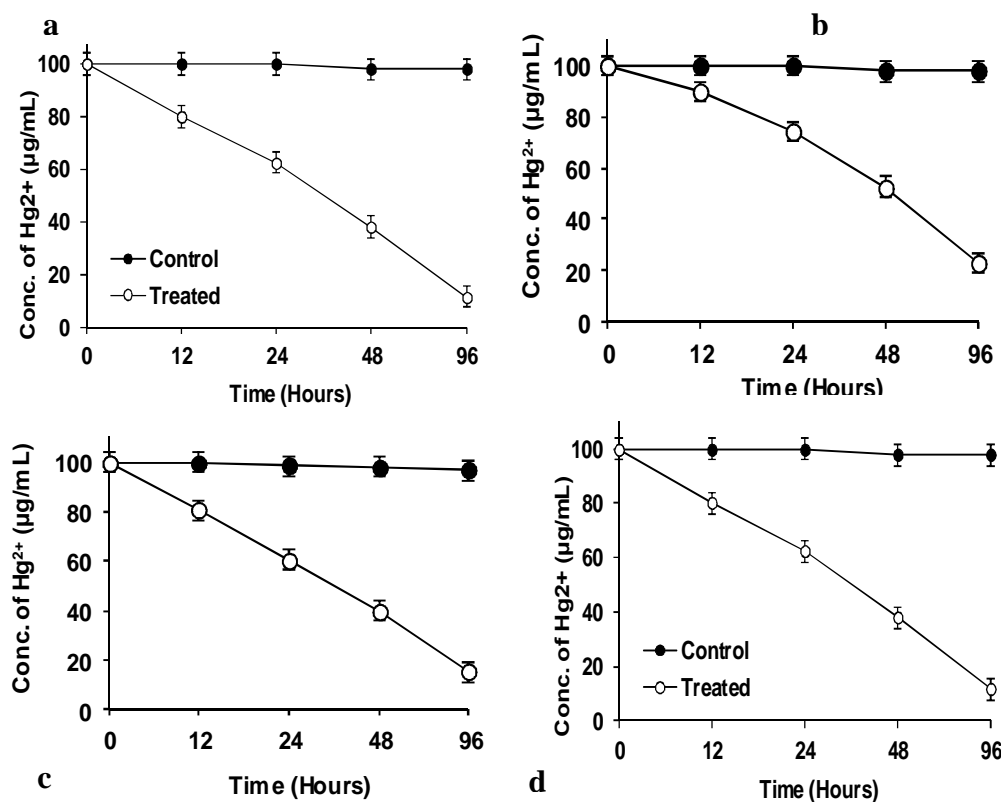 a
Conc. of Hg2+ (µg/mL)
100
80
60
40
20
0
Control
Treated
0 12 24 48 96
Time (Hours)
b
Conc. of Hg²⁺ (µg/mL)
100
80
60
40
20
0
0 12 24 48 96
Time (Hours)
Conc. of Hg²⁺ (µg/mL)
100
80
60
40
20
0
0 12 24 48 96
Time (Hours)
c
Conc. of Hg2+ (µg/mL)
100
80
60
40
20
0
Control
Treated
0 12 24 48 96
Time (Hours)
d